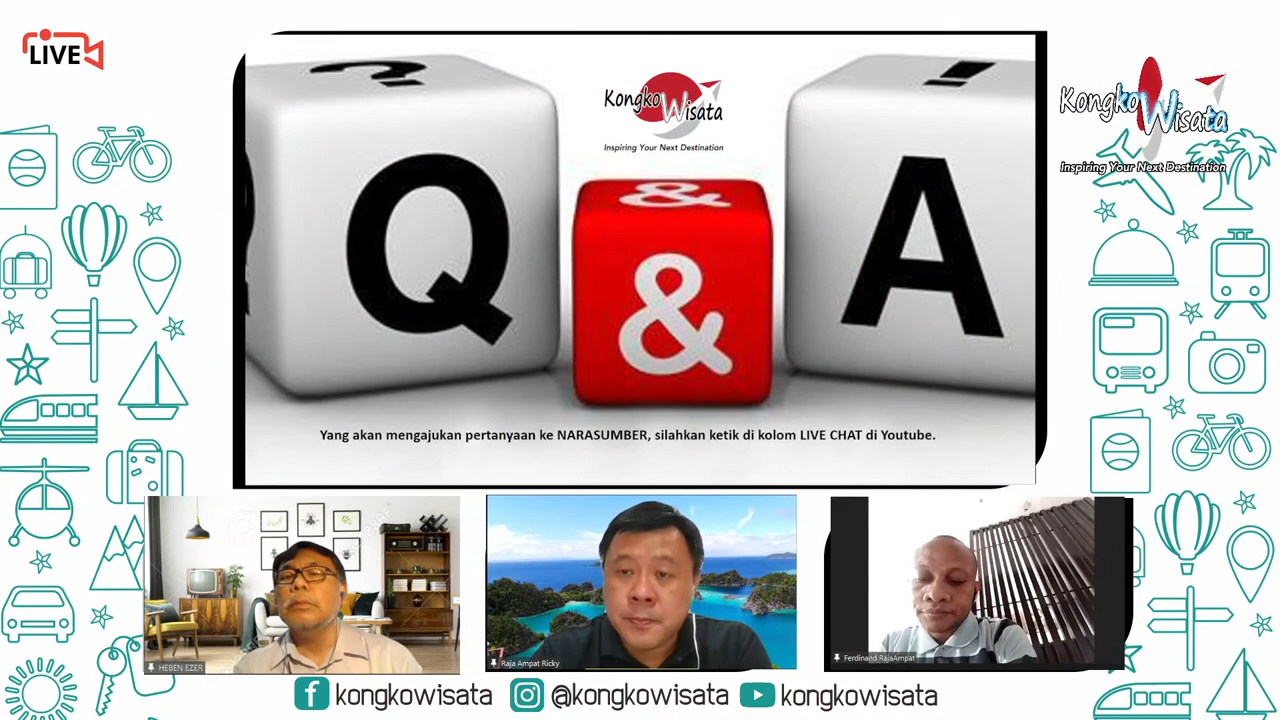 LIVE
?
!
Kongko Wisata
Inspiring Your Next Destination
Kongko Wisata
Inspiring Your Next Destination
&
Q & A
Yang akan mengajukan pertanyaan ke NARASUMBER, silahkan ketik di kolom LIVE CHAT di Youtube.
HEBEN EZER
Raja Ampat Ricky
Ferdinand RajaAmpat
kongkowisata @kongkowisata kongkowisata